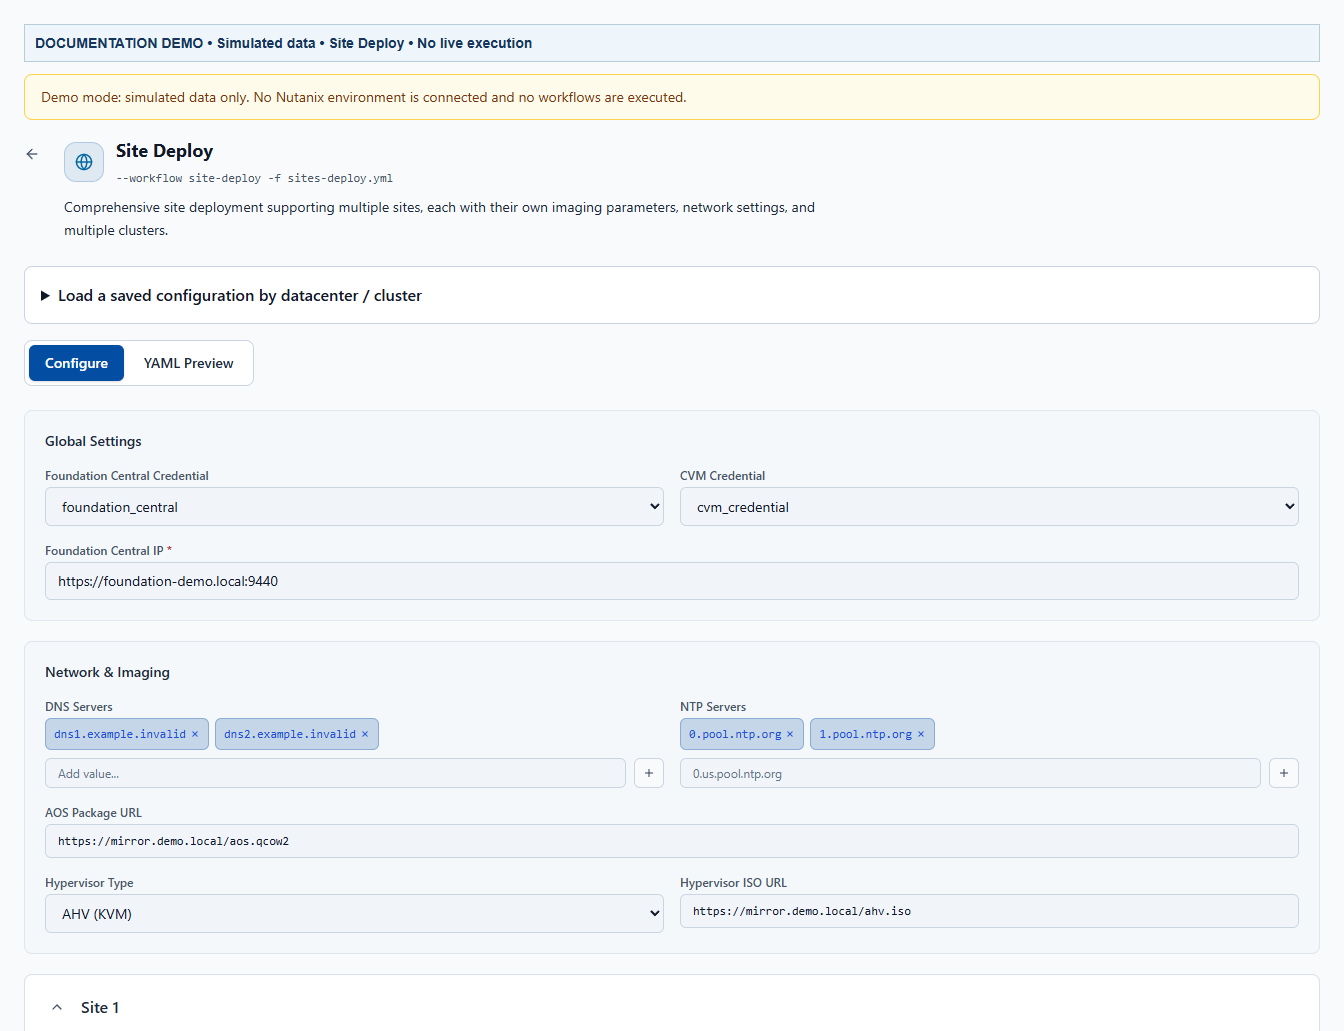 DOCUMENTATION DEMO • Simulated data • Site Deploy • No live execution
Demo mode: simulated data only. No Nutanix environment is connected and no workflows are executed.
Site Deploy
--workflow site-deploy -f sites-deploy.yml
Comprehensive site deployment supporting multiple sites, each with their own imaging parameters, network settings, and
multiple clusters.
Load a saved configuration by datacenter / cluster
Configure YAML Preview
Global Settings
Foundation Central Credential CVM Credential
foundation_central cvm_credential
Foundation Central IP *
https://foundation-demo.local:9440
Network & Imaging
DNS Servers NTP Servers
dns1.example.invalid × dns2.example.invalid × 0.pool.ntp.org × 1.pool.ntp.org ×
Add value... + 0.us.pool.ntp.org +
AOS Package URL
https://mirror.demo.local/aos.qcow2
Hypervisor Type Hypervisor ISO URL
AHV (KVM) https://mirror.demo.local/ahv.iso
Site 1